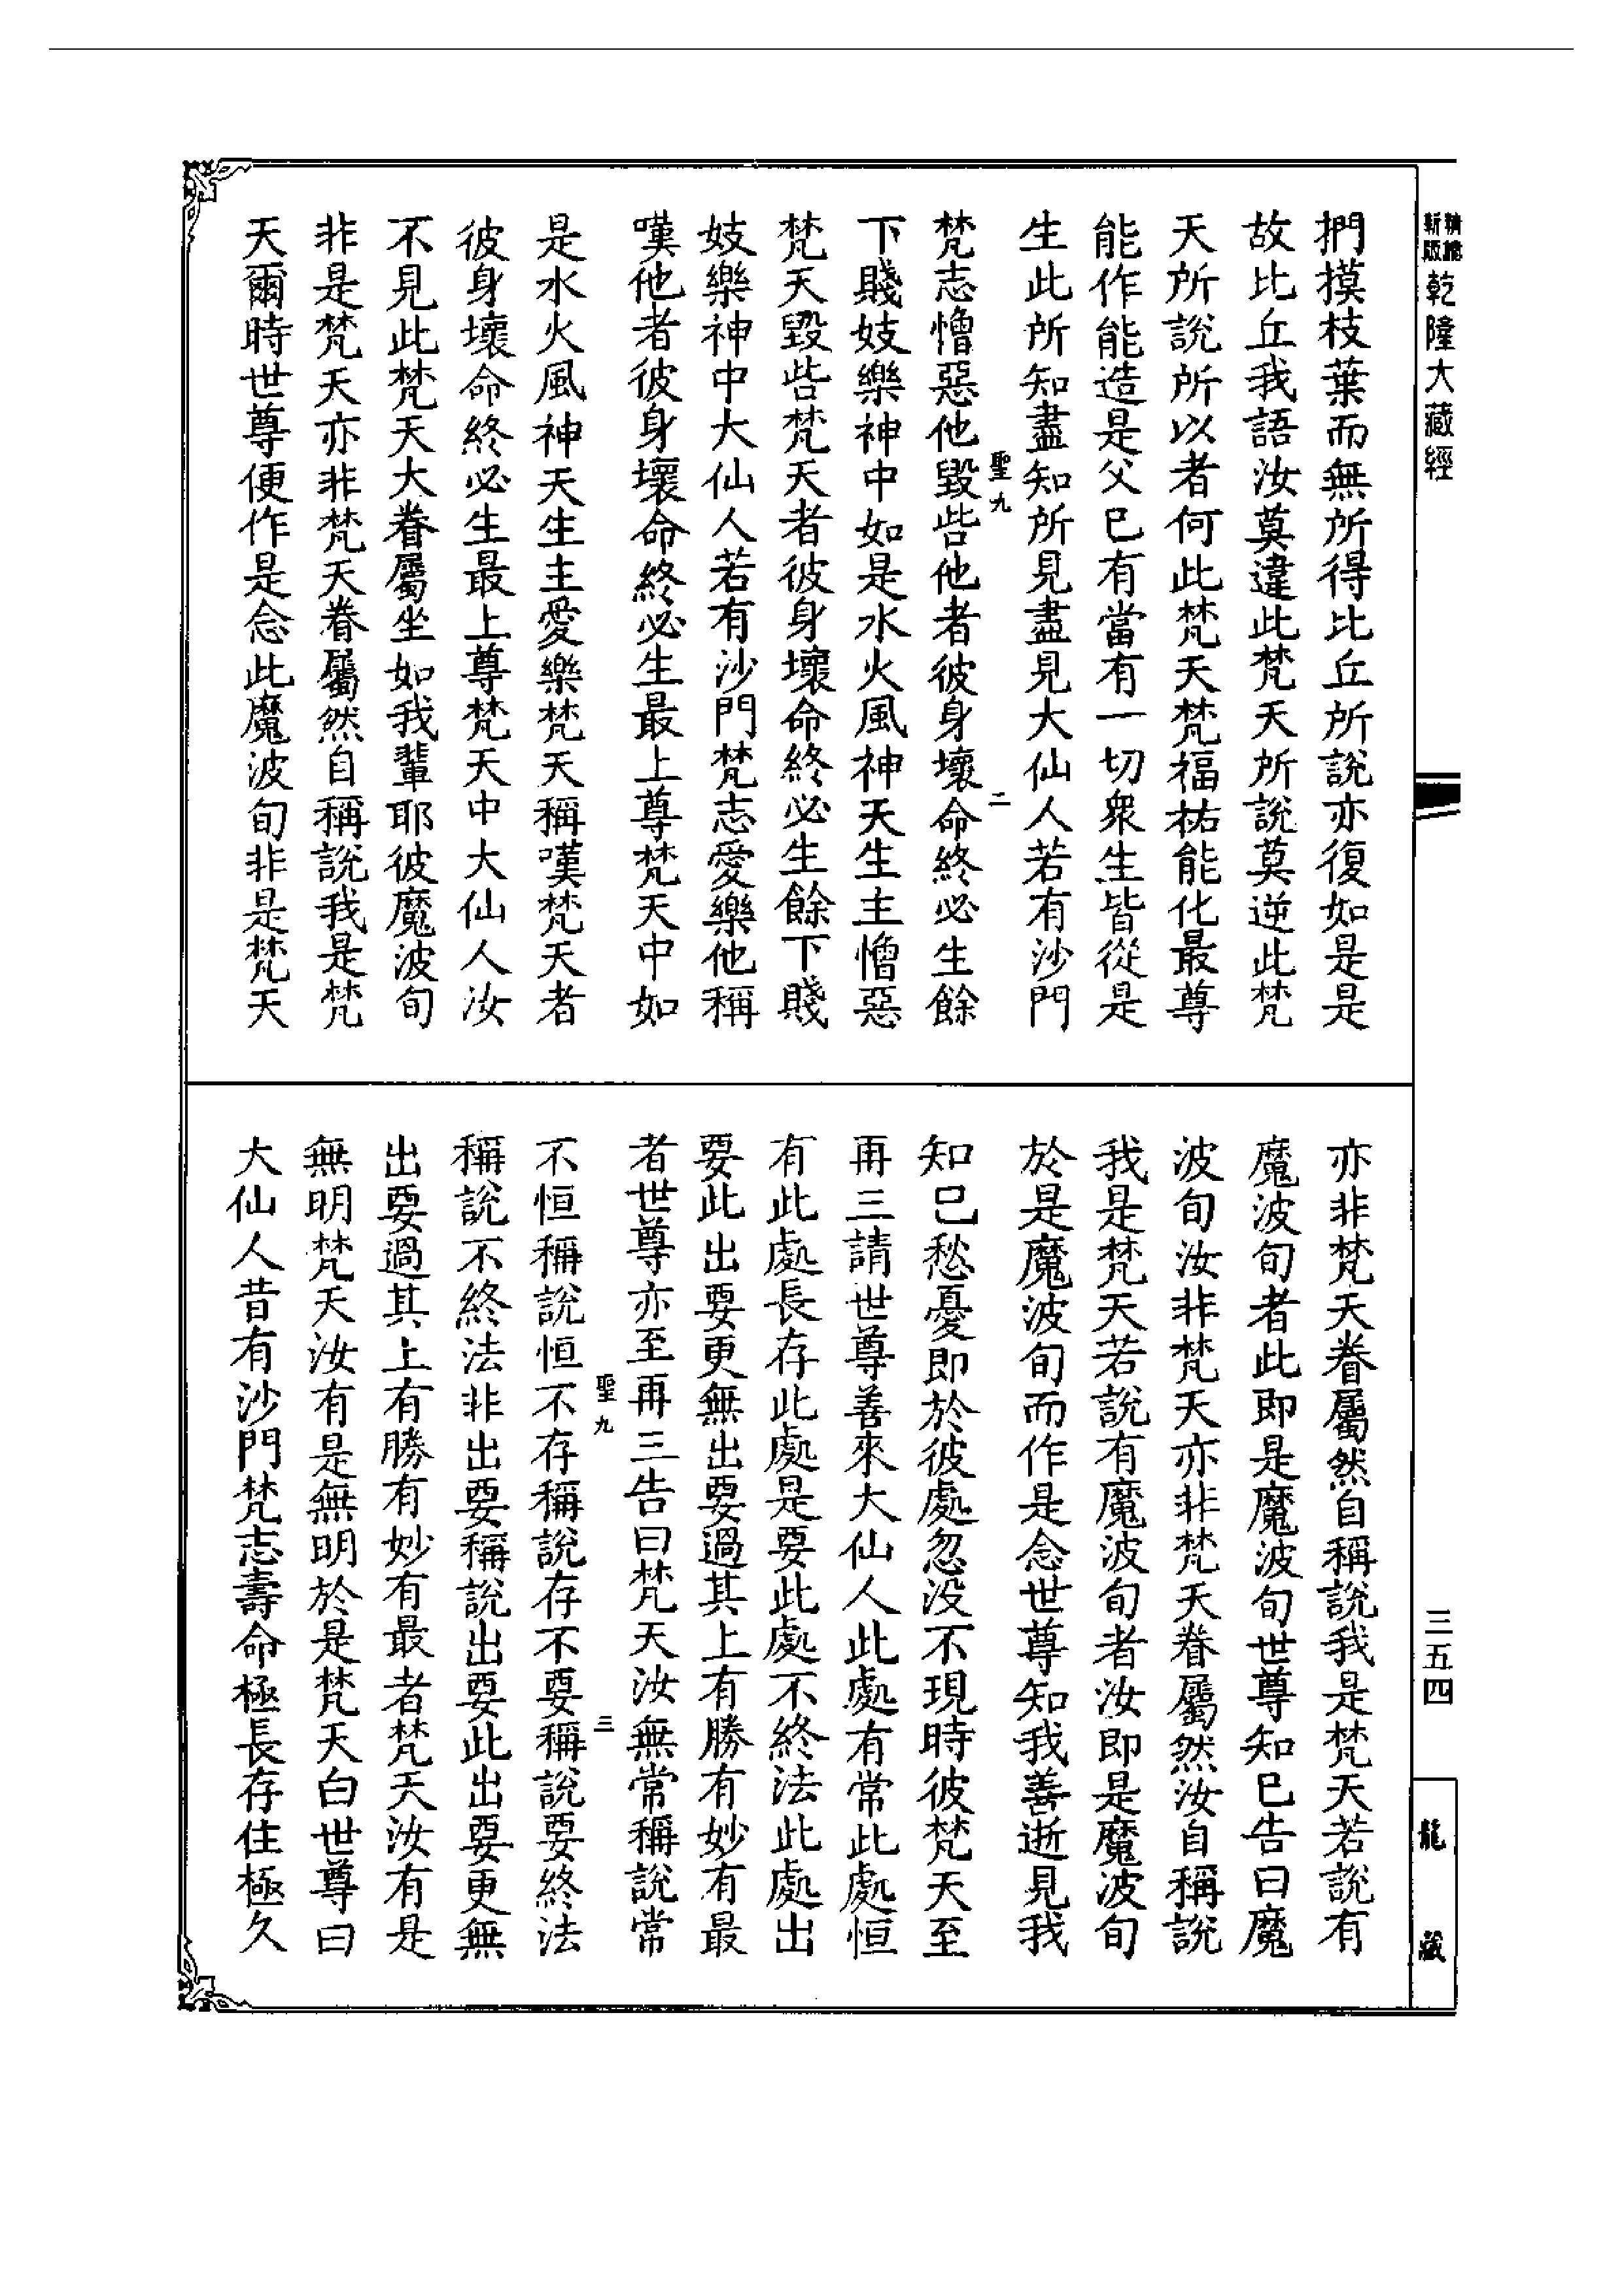 精縮新版乾隆大藏經
捫摸枝葉而無所得比丘所說亦復如是是
故比丘我語汝莫違此梵天所說莫逆此梵
天所說所以者何此梵天梵福祐能化最尊
能作能造是父已有當有一切眾生皆從是
生此所知盡知所見盡見大仙人若有沙門
聖九 二
梵志憎惡他毀呰他者彼身壞命終必生餘
下賤妓樂神中如是水火風神天生主憎惡
梵天毀呰梵天者彼身壞命終必生餘下賤
妓樂神中大仙人若有沙門梵志愛樂他稱
嘆他者彼身壞命終必生最上尊梵天中如
是水火風神天生主愛樂梵天稱嘆梵天者
彼身壞命終必生最上尊梵天中大仙人汝
不見此梵天大眷屬坐如我輩耶彼魔波旬
非是梵天亦非梵天眷屬然自稱說我是梵
天爾時世尊便作是念此魔波旬非是梵天
亦非梵天眷屬然自稱說我是梵天若說有
魔波旬者此即是魔波旬世尊知已告曰魔
波旬汝非梵天亦非梵天眷屬然汝自稱說
我是梵天若說有魔波旬者汝即是魔波旬
於是魔波旬而作是念世尊知我善逝見我
知已愁憂即於彼處忽沒不現時彼梵天至
再三請世尊善來大仙人此處有常此處恒
有此處長存此處是要此處不終法此處出
要此出要更無出要過其上有勝有妙有最
者世尊亦至再三告曰梵天汝無常稱說常
聖九 三
不恒稱說恒不存稱說存不要稱說要終法
稱說不終法非出要稱說出要此出要更無
出要過其上有勝有妙有最者梵天汝有是
無明梵天汝有是無明於是梵天白世尊曰
大仙人昔有沙門梵志壽命極長存住極久
三五四
龍藏